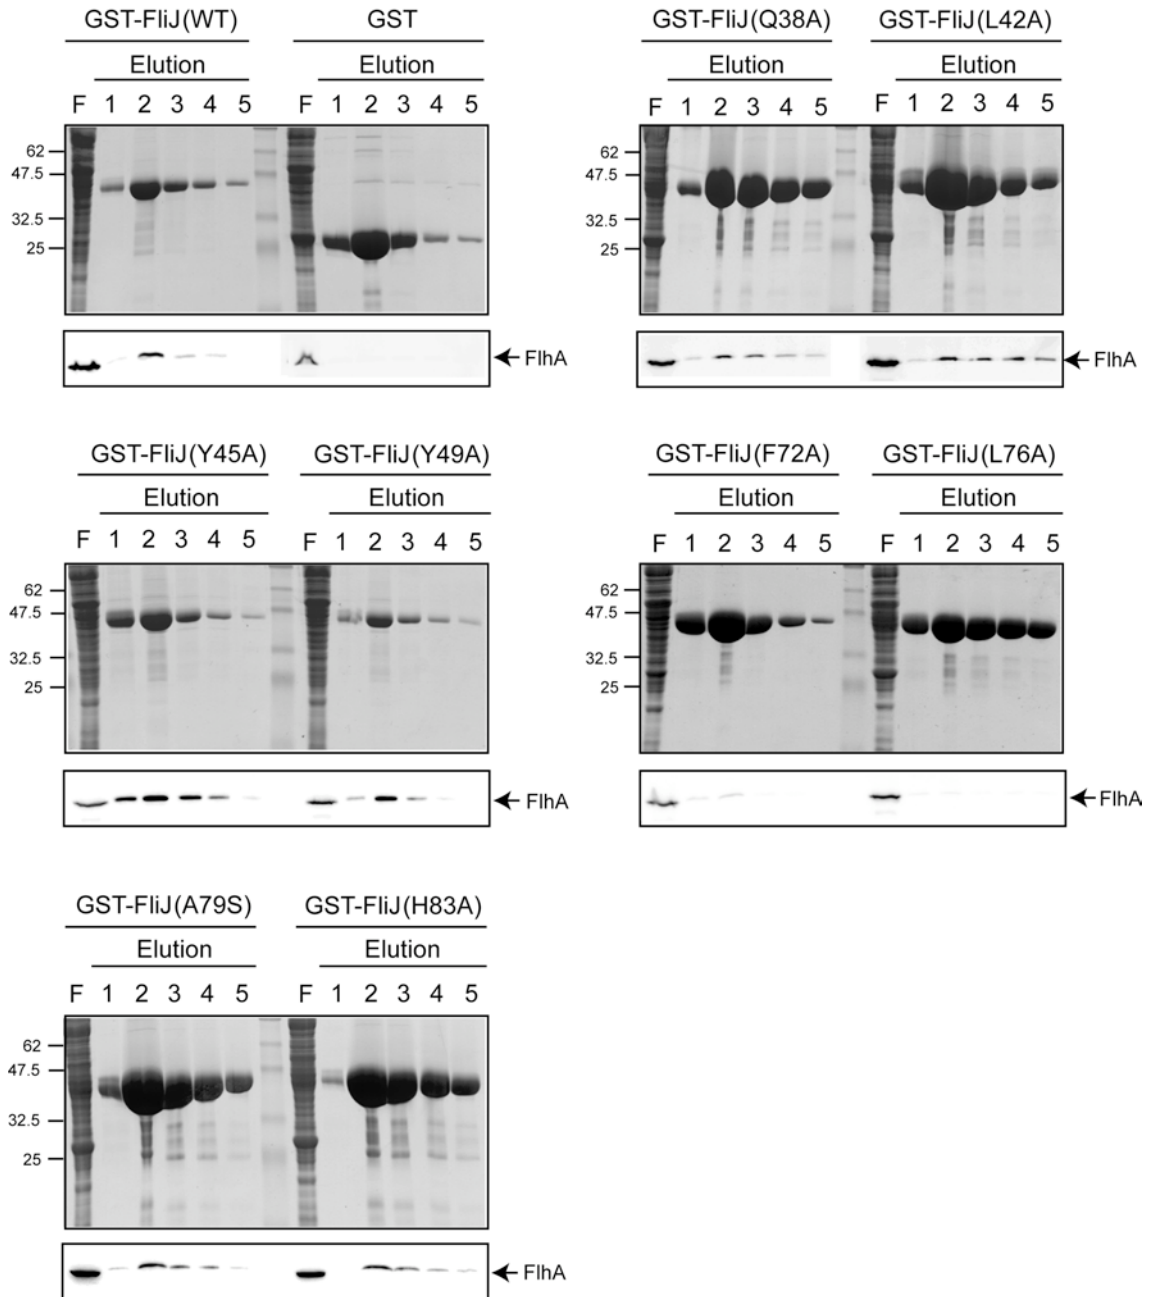 GST-FliJ(WT) GST
Elution Elution
F 1 2 3 4 5 F 1 2 3 4 5
62
47.5
32.5
25
FlhA
GST-FliJ(Q38A) GST-FliJ(L42A)
Elution Elution
F 1 2 3 4 5 F 1 2 3 4 5
62
47.5
32.5
25
FlhA
GST-FliJ(Y45A) GST-FliJ(Y49A)
Elution Elution
F 1 2 3 4 5 F 1 2 3 4 5
62
47.5
32.5
25
FlhA
GST-FliJ(F72A) GST-FliJ(L76A)
Elution Elution
F 1 2 3 4 5 F 1 2 3 4 5
62
47.5
32.5
25
FlhA
GST-FliJ(A79S) GST-FliJ(H83A)
Elution Elution
F 1 2 3 4 5 F 1 2 3 4 5
62
47.5
32.5
25
FlhA